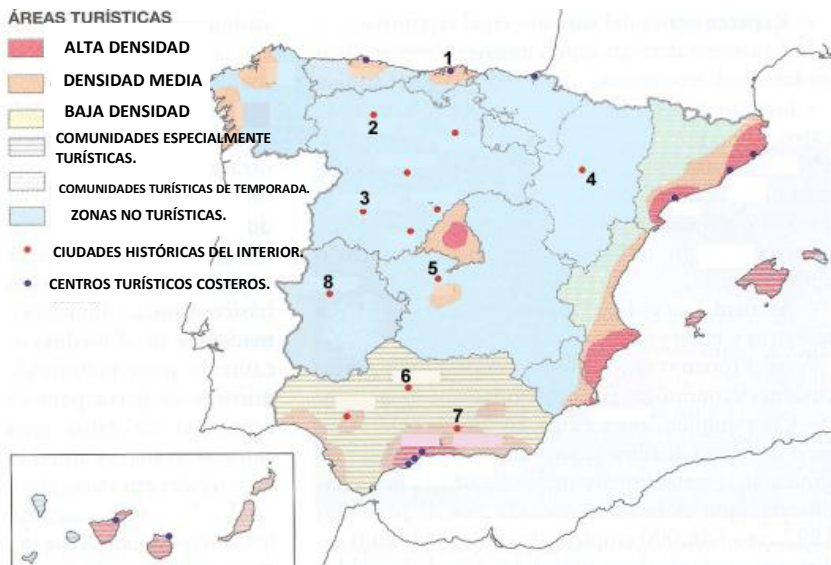 ÁREAS TURÍSTICAS
ALTA DENSIDAD
DENSIDAD MEDIA
BAJA DENSIDAD
COMUNIDADES ESPECIALMENTE
TURÍSTICAS.
COMUNIDADES TURÍSTICAS DE TEMPORADA.
ZONAS NO TURÍSTICAS.
CIUDADES HISTÓRICAS DEL INTERIOR.
CENTROS TURÍSTICOS COSTEROS.
1
2
3
4
5
8
6
7